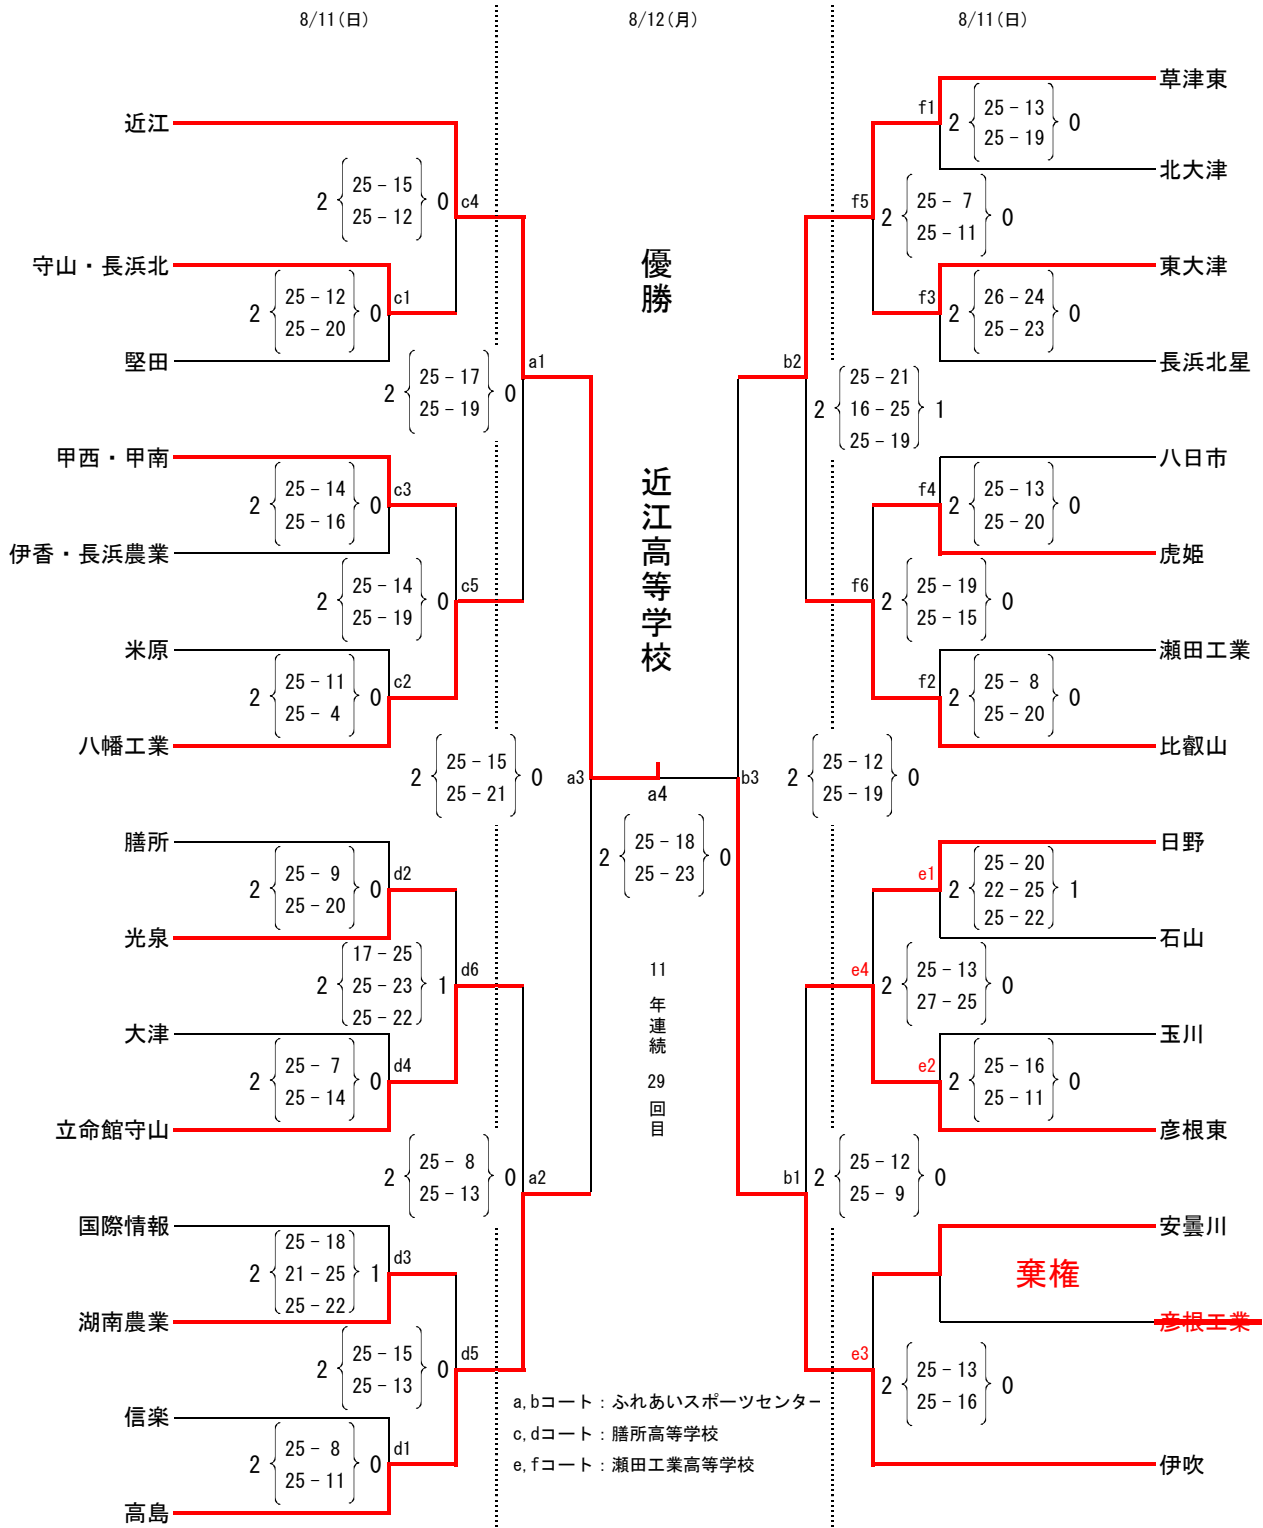 8/11(日)
8/12(月)
8/11(日)
近江
25 - 15
2 0 c4
25 - 12
守山・長浜北
25 - 12 c1
2 0
25 - 20
堅田
a1
25 - 17
2 0
25 - 19
甲西・甲南
25 - 14 c3
2 0
25 - 16
伊香・長浜農業
25 - 14 c5
2 0
25 - 19
米原
25 - 11 c2
2 0
25 - 4
八幡工業
25 - 15
2 0 a3
25 - 21
膳所
25 - 9 d2
2 0
25 - 20
光泉
17 - 25
2 25 - 23 1 d6
25 - 22
大津
25 - 7 d4
2 0
25 - 14
立命館守山
25 - 8
2 0 a2
25 - 13
国際情報
25 - 18 d3
2 21 - 25 1
25 - 22
湖南農業
25 - 15 d5
2 0
25 - 13
信楽
25 - 8 d1
2 0
25 - 11
高島
優勝
近江高等学校
a4
25 - 18
2 0
25 - 23
11
年連続
29
回目
a,bコート：ふれあいスポーツセンター
c,dコート：膳所高等学校
e,fコート：瀬田工業高等学校
草津東
f1 25 - 13
2 0
25 - 19
北大津
f5 25 - 7
2 0
25 - 11
東大津
f3 26 - 24
2 0
25 - 23
長浜北星
b2
25 - 21
2 16 - 25 1
25 - 19
八日市
f4 25 - 13
2 0
25 - 20
虎姫
f6 25 - 19
2 0
25 - 15
瀬田工業
f2 25 - 8
2 0
25 - 20
比叡山
b3 25 - 12
2 0
25 - 19
日野
e1 25 - 20
2 22 - 25 1
25 - 22
石山
e4 25 - 13
2 0
27 - 25
玉川
e2 25 - 16
2 0
25 - 11
彦根東
b1 25 - 12
2 0
25 - 9
安曇川
棄権
彦根工業
e3 25 - 13
2 0
25 - 16
伊吹